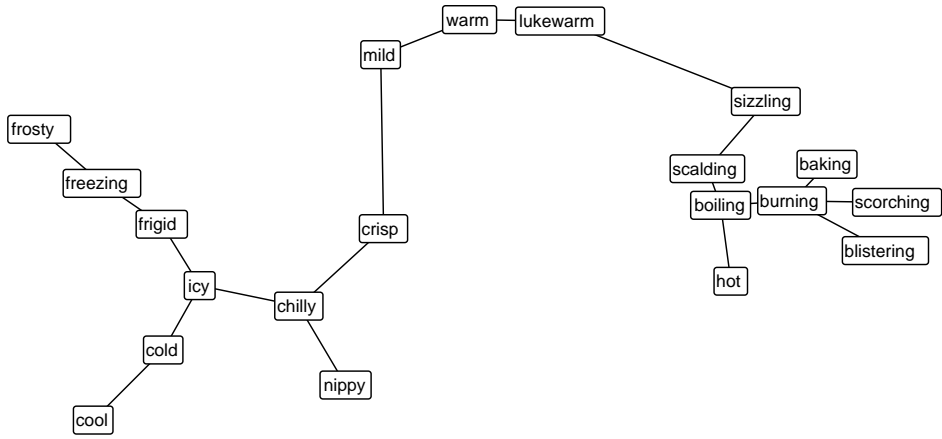 warm
lukewarm
mild
sizzling
frosty
baking
scalding
freezing
burning
scorching
boiling
frigid
crisp
blistering
hot
icy
chilly
cold
nippy
cool